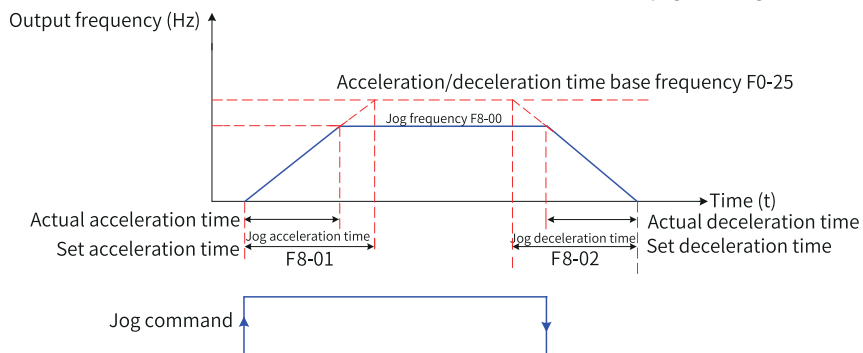 Output frequency (Hz)
Acceleration/deceleration time base frequency F0-25
Jog frequency F8-00
Time (t)
Actual acceleration time
Actual deceleration time
Jog acceleration time
Jog deceleration time
Set acceleration time
Set deceleration time
F8-01
F8-02
Jog command